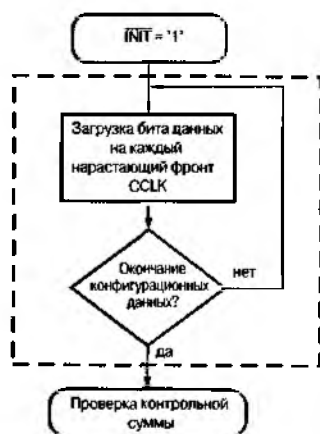 INIT = '1'
Загрузка бита данных
на каждый
нарастающий фронт
CCLK
Окончание
конфигурационных
данных?
нет
да
Проверка контрольной
суммы